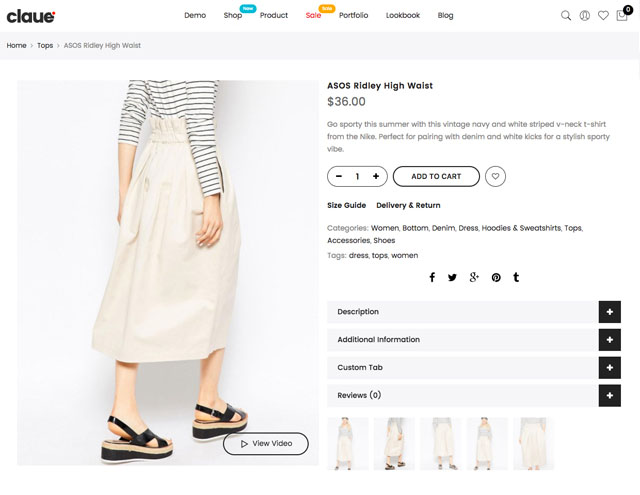 claue
Demo
Shop
New
Product
Sale
Sale
Portfolio
Lookbook
Blog
0
Home > Tops > ASOS Ridley High Waist
ASOS Ridley High Waist
$36.00
Go sporty this summer with this vintage navy and white striped v-neck t-shirt
from the Nike. Perfect for pairing with denim and white kicks for a stylish sporty
vibe.
- 1 +
ADD TO CART
Size Guide Delivery & Return
Categories: Women, Bottom, Denim, Dress, Hoodies & Sweatshirts, Tops,
Accessories, Shoes
Tags: dress, tops, women
Description +
Additional Information +
Custom Tab +
Reviews (0) +
View Video